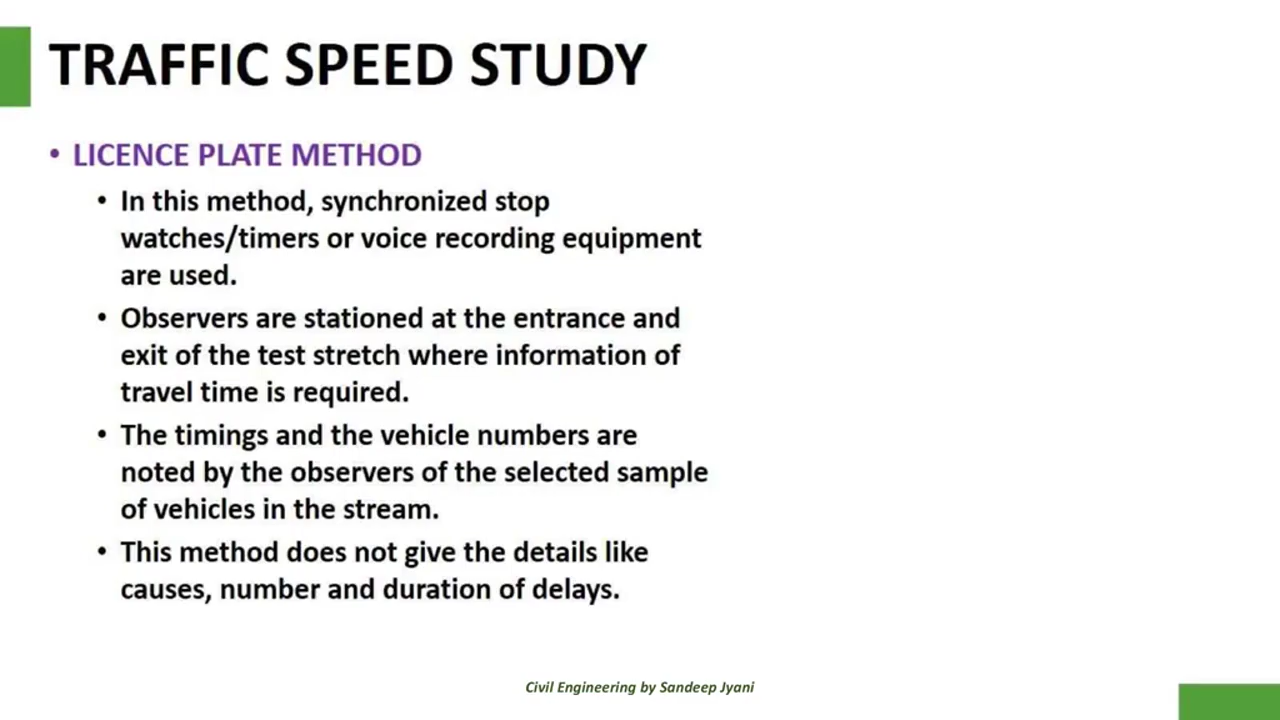 TRAFFIC SPEED STUDY
• LICENCE PLATE METHOD
• In this method, synchronized stop
watches/timers or voice recording equipment
are used.
• Observers are stationed at the entrance and
exit of the test stretch where information of
travel time is required.
• The timings and the vehicle numbers are
noted by the observers of the selected sample
of vehicles in the stream.
• This method does not give the details like
causes, number and duration of delays.
Civil Engineering by Sandeep Jyani